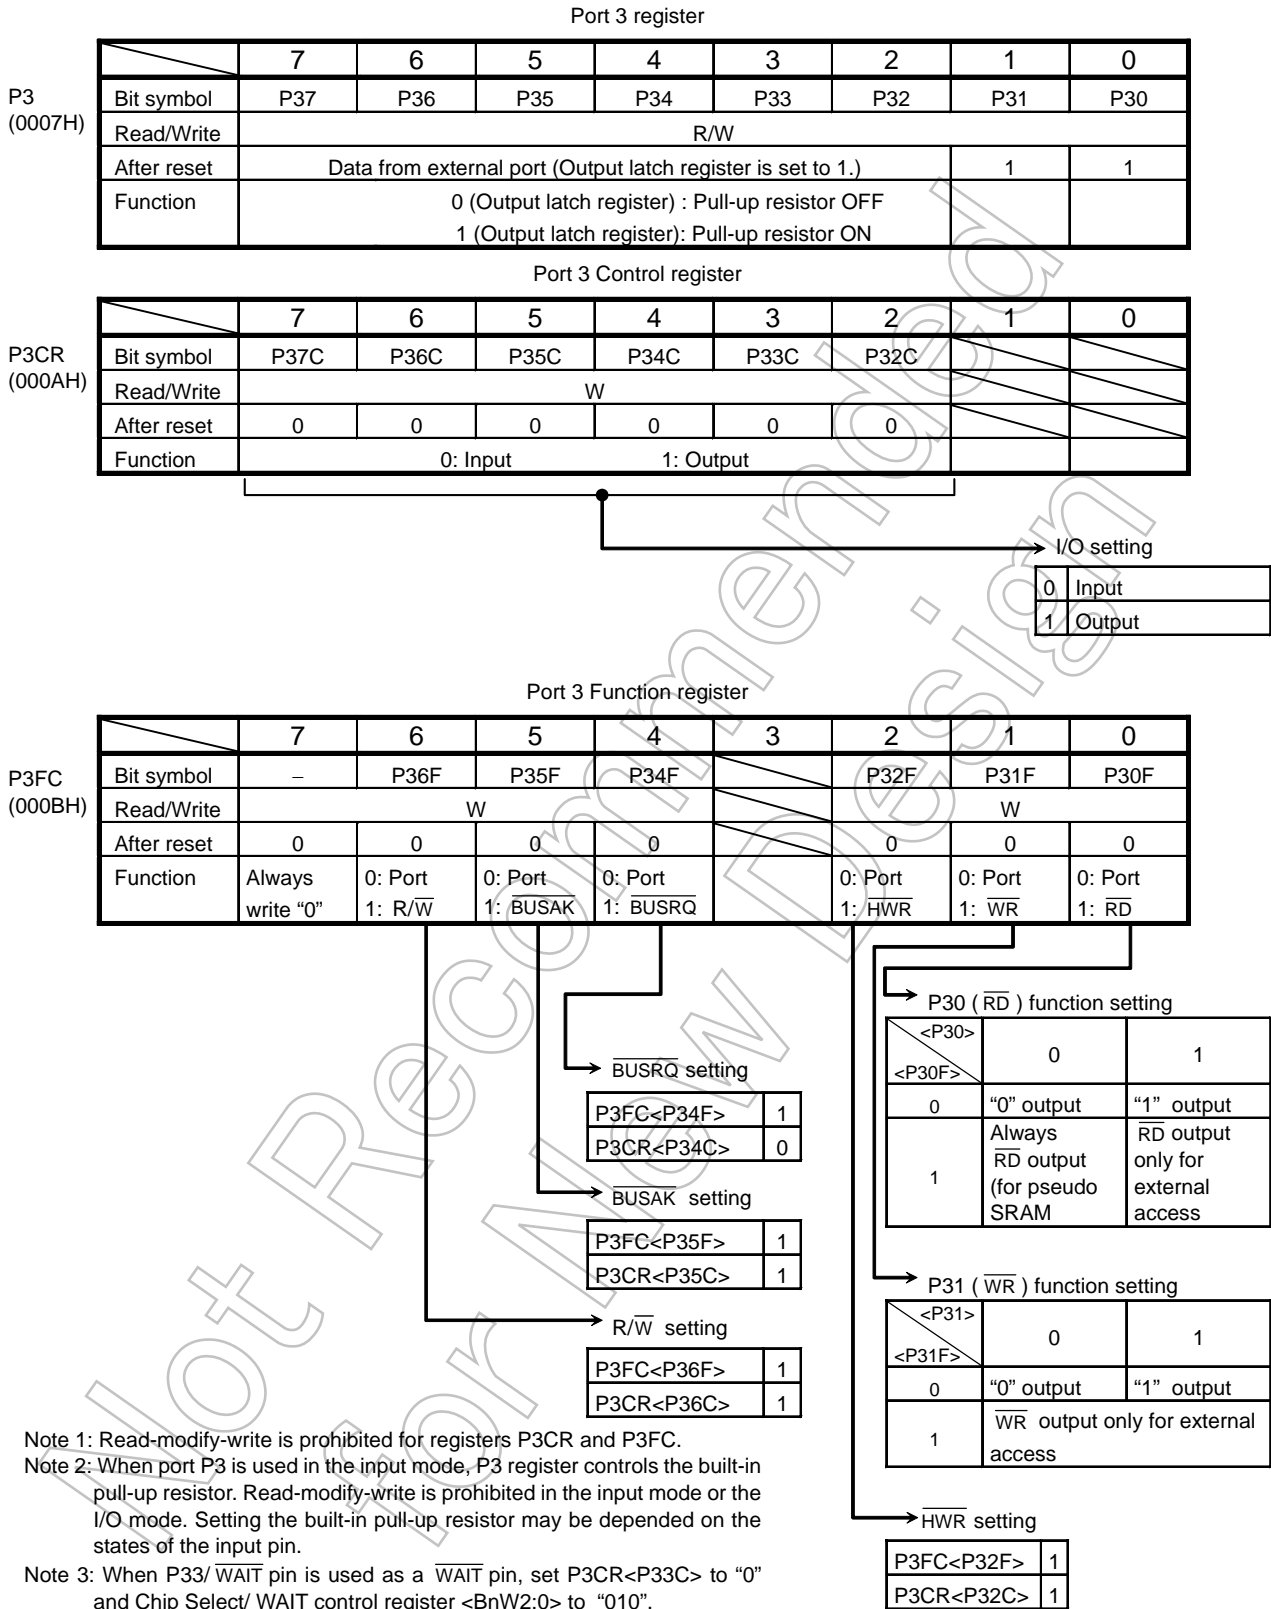 Port 3 register
7 6 5 4 3 2 1 0
P3
(0007H)
Bit symbol P37 P36 P35 P34 P33 P32 P31 P30
Read/Write R/W
After reset Data from external port (Output latch register is set to 1.) 1 1
Function 0 (Output latch register) : Pull-up resistor OFF
1 (Output latch register): Pull-up resistor ON
Port 3 Control register
7 6 5 4 3 2 1 0
P3CR
(000AH)
Bit symbol P37C P36C P35C P34C P33C P32C
Read/Write W
After reset 0 0 0 0 0 0
Function 0: Input 1: Output
I/O setting
0 Input
1 Output
Port 3 Function register
7 6 5 4 3 2 1 0
P3FC
(000BH)
Bit symbol – P36F P35F P34F P32F P31F P30F
Read/Write W W
After reset 0 0 0 0 0 0 0
Function Always 0: Port 0: Port 0: Port 0: Port 0: Port 0: Port
write “0” 1: R/W̅ 1: B̅U̅S̅A̅K̅ 1: B̅U̅S̅R̅Q̅ 1: H̅W̅R̅ 1: W̅R̅ 1: R̅D̅
P30 ( R̅D̅ ) function setting
<P30> 0 1
<P30F>
0 “0” output “1” output
1 Always R̅D̅ output (for pseudo SRAM
R̅D̅ output only for external access
B̅U̅S̅R̅Q̅ setting
P3FC<P34F> 1
P3CR<P34C> 0
B̅U̅S̅A̅K̅ setting
P3FC<P35F> 1
P3CR<P35C> 1
R/W̅ setting
P3FC<P36F> 1
P3CR<P36C> 1
P31 ( W̅R̅ ) function setting
<P31> 0 1
<P31F>
0 “0” output “1” output
1 W̅R̅ output only for external
access
H̅W̅R̅ setting
P3FC<P32F> 1
P3CR<P32C> 1
Note 1: Read-modify-write is prohibited for registers P3CR and P3FC.
Note 2: When port P3 is used in the input mode, P3 register controls the built-in
pull-up resistor. Read-modify-write is prohibited in the input mode or the
I/O mode. Setting the built-in pull-up resistor may be depended on the
states of the input pin.
Note 3: When P33/ W̅A̅I̅T̅ pin is used as a W̅A̅I̅T̅ pin, set P3CR<P33C> to “0”
and Chip Select/ WAIT control register <BnW2:0> to “010”.
Not Recommended
for New Design